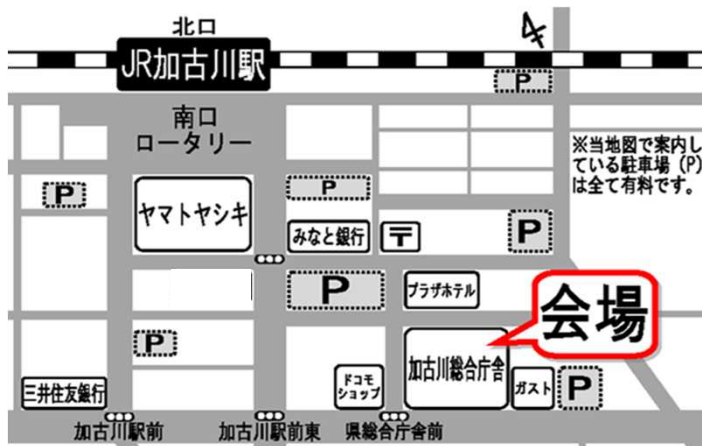 北口
JR加古川駅
P
南口
ロータリー
※当地図で案内し
ている駐車場（P）
は全て有料です。
P
P
ヤマトヤシキ
みなと銀行
〒
P
P
プラザホテル
会場
P
加古川総合庁舎
ドコモ
ショップ
ガスト
P
三井住友銀行
加古川駅前
加古川駅前東
県総合庁舎前